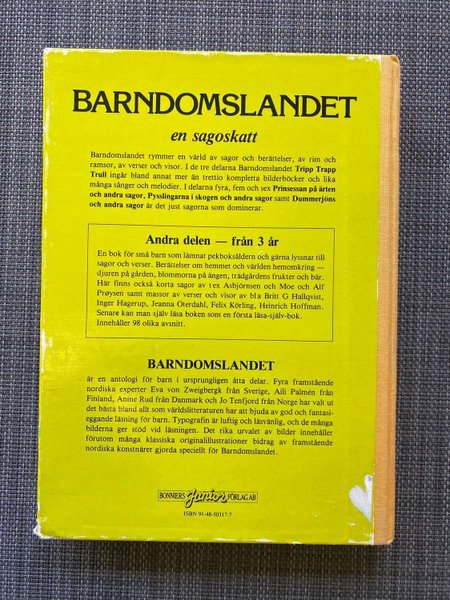 BARNDOMSLANDET
en sagoskatt
Barndomslandet rymmer en värld av sagor och berättelser, av rim och
ramsor, av verser och visor. I de tre delarna Barndomslandet Tripp Trapp
Trull ingår bland annat mer än trettio kompletta bilderböcker och lika
många sånger och melodier. I delarna fyra, fem och sex Prinsessan på ärten
och andra sagor, Pysslingarna i skogen och andra sagor samt Dummerjöns
och andra sagor är det just sagorna som dominerar.
Andra delen — från 3 år
En bok för små barn som lämnat pekboksåldern och gärna lyssnar till
sagor och verser. Berättelser om hemmet och världen hemomkring —
djuren på gården, blommorna på ängen, trädgårdens frukter och bär.
Här finns också korta sagor av t ex Asbjörnsen och Moe och Alf
Prøysen samt massor av verser och visor av bl a Britt G Hallqvist,
Inger Hagerup, Jeanna Oterdahl, Felix Körling, Heinrich Hoffman.
Senare kan man själv läsa boken som en första läsa-själv-bok.
Innehåller 98 olika avsnitt.
BARNDOMSLANDET
är en antologi för barn i ursprungligen åtta delar. Fyra framstående
nordiska experter Eva von Zweigbergk från Sverige, Aili Palmén från
Finland, Anine Rud från Danmark och Jo Tenfjord från Norge har valt ut
det bästa bland allt som världslitteraturen har att bjuda av god och fantasi-
eggande läsning för barn. Typografin är luftig och läsvänlig, och de många
bilderna ger stöd vid läsningen. Det rika urvalet av bilder innehåller
förutom många klassiska originalillustrationer bidrag av framstående
nordiska konstnärer gjorda speciellt för Barndomslandet.
BONNIERS Junior FÖRLAG AB
ISBN 91-48-50317-7